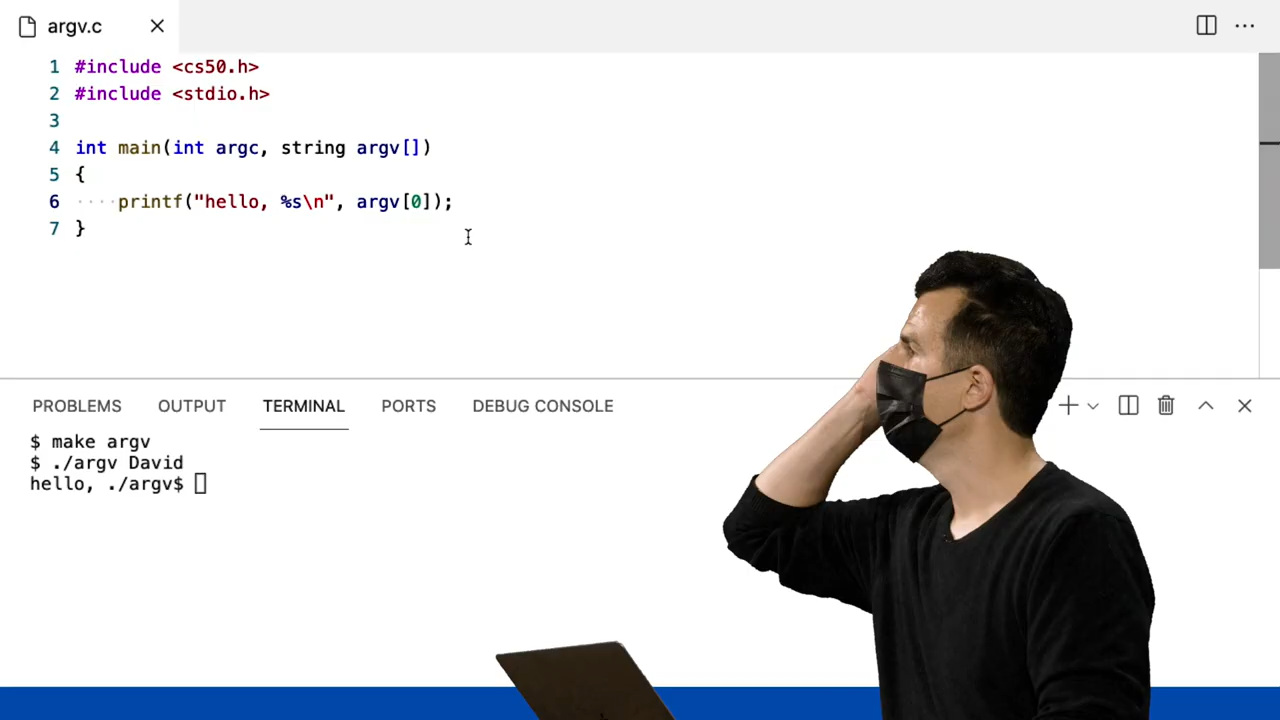 argv.c
1 #include <cs50.h>
2 #include <stdio.h>
3
4 int main(int argc, string argv[])
5 {
6 ····printf("hello, %s\n", argv[0]);
7 }
PROBLEMS OUTPUT TERMINAL PORTS DEBUG CONSOLE
$ make argv
$ ./argv David
hello, ./argv$